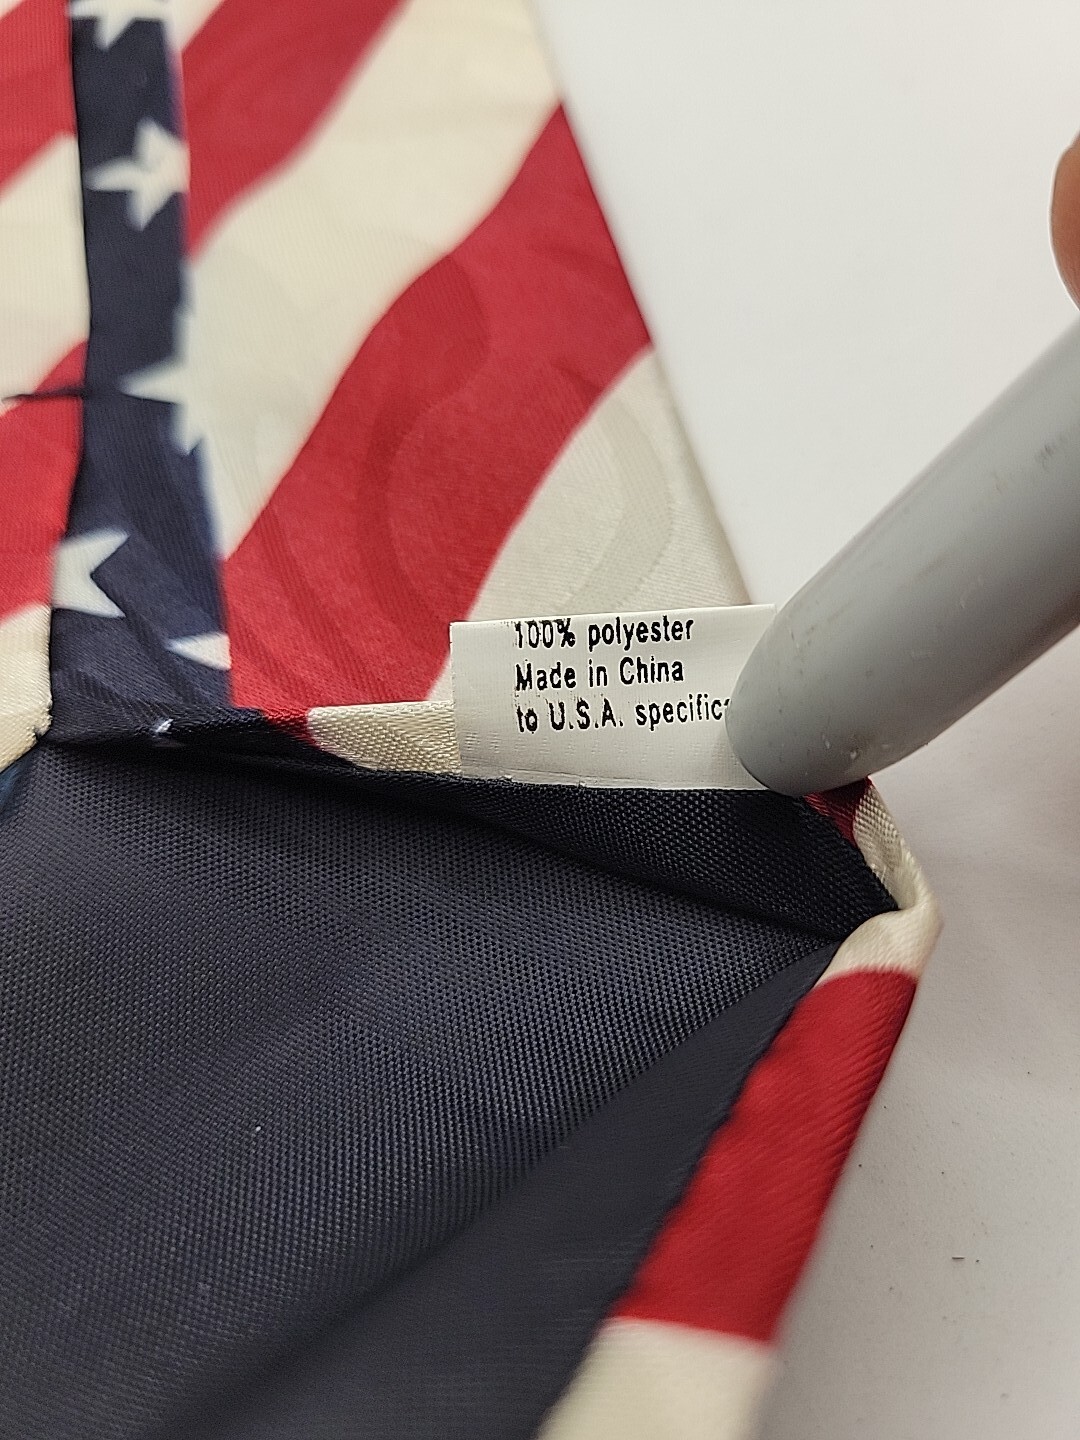 100% polyester
Made in China
to U.S.A. specific